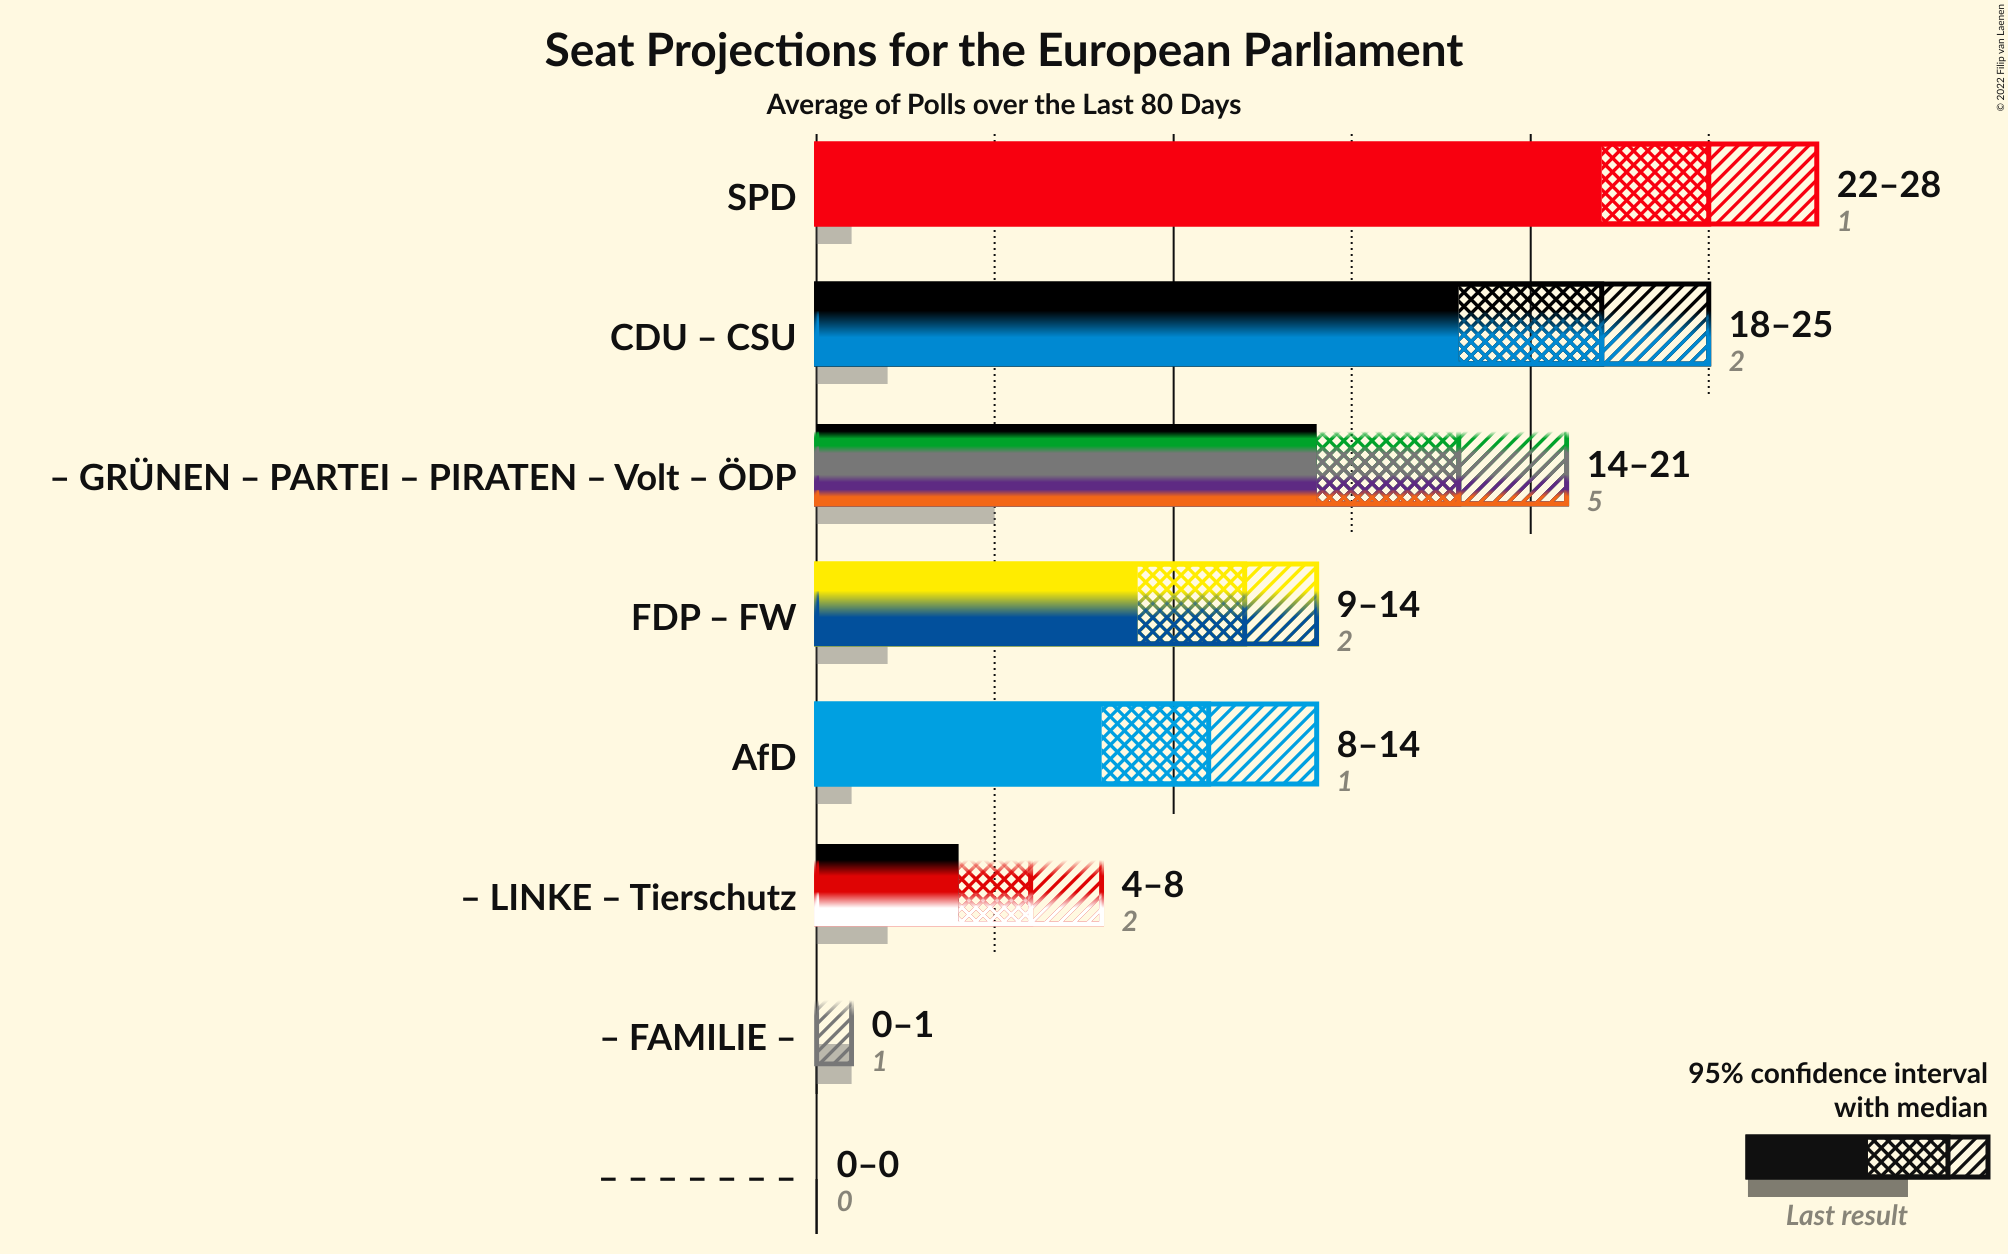 Seat Projections for the European Parliament
Average of Polls over the Last 80 Days
© 2022 Filip van Laenen
SPD
22–28
1
CDU – CSU
18–25
2
– GRÜNEN – PARTEI – PIRATEN – Volt – ÖDP
14–21
5
FDP – FW
9–14
2
AfD
8–14
1
– LINKE – Tierschutz
4–8
2
– FAMILIE –
0–1
1
– – – – – – –
0–0
0
95% confidence interval
with median
Last result